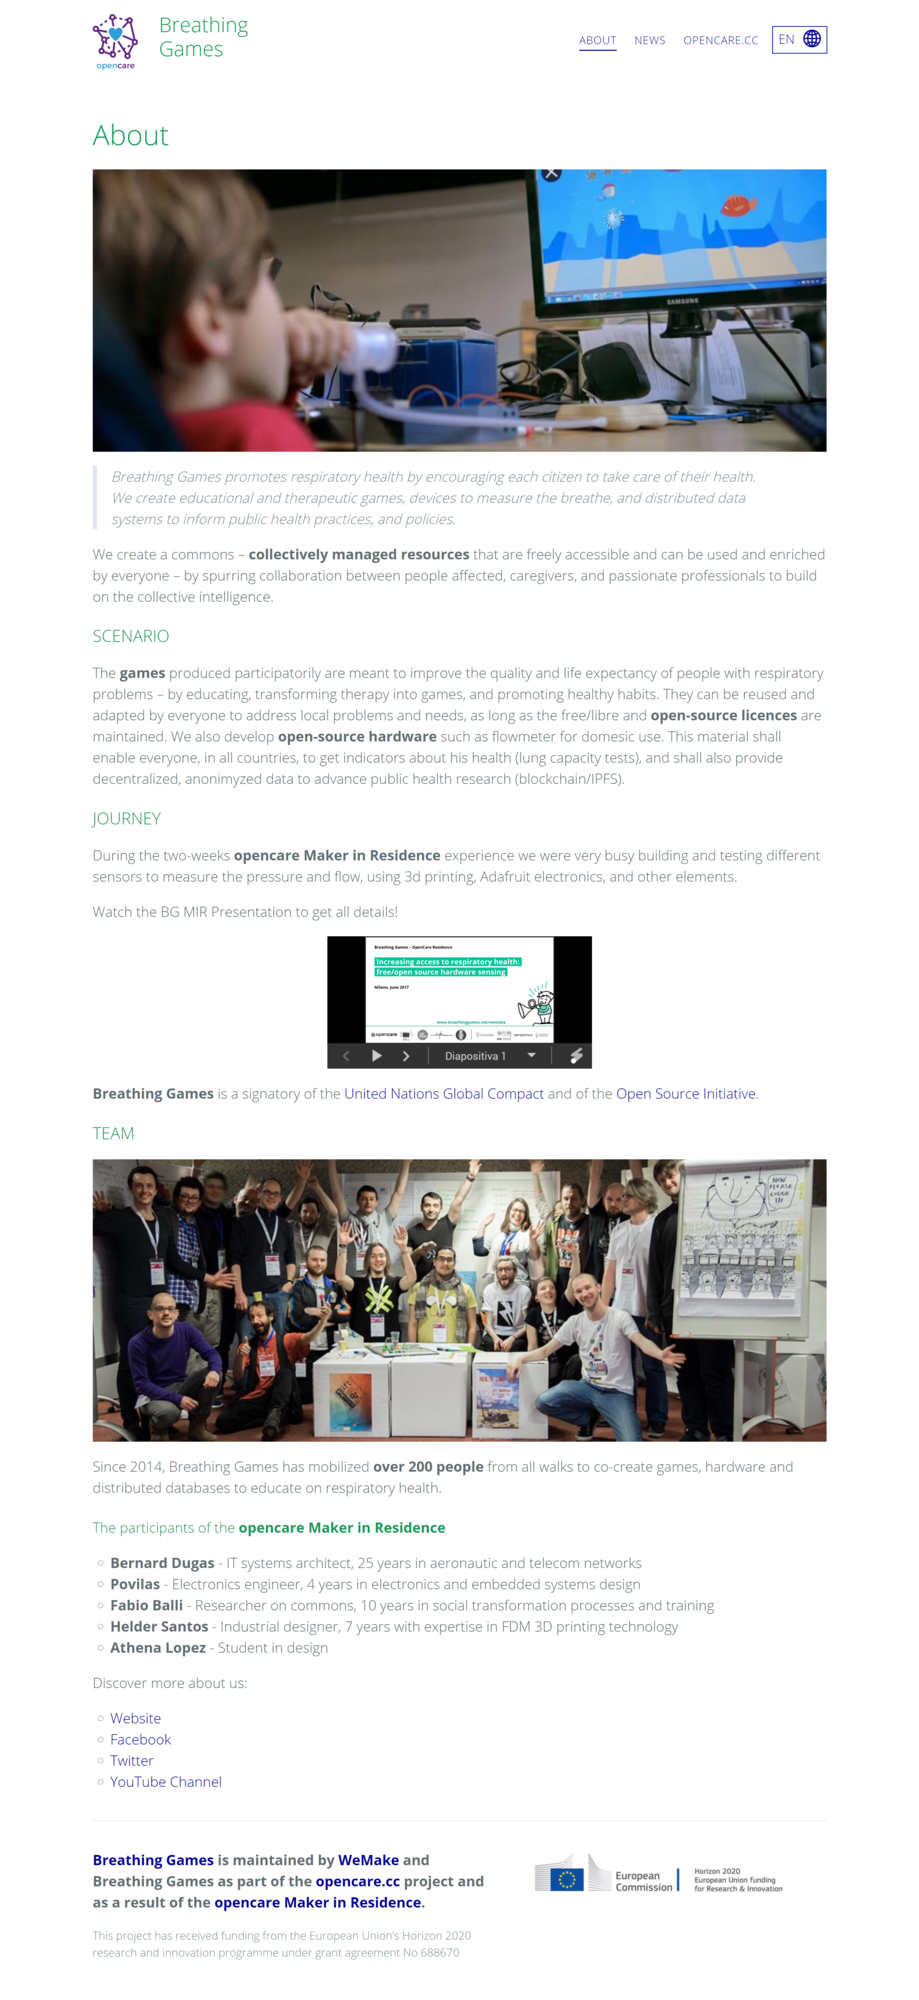 opencare
Breathing
Games
ABOUT
NEWS
OPENCARE.CC
EN
About
SAMSUNG
Breathing Games promotes respiratory health by encouraging each citizen to take care of their health.
We create educational and therapeutic games, devices to measure the breathe, and distributed data
systems to inform public health practices, and policies.
We create a commons – collectively managed resources that are freely accessible and can be used and enriched
by everyone – by spurring collaboration between people affected, caregivers, and passionate professionals to build
on the collective intelligence.
SCENARIO
The games produced participatorily are meant to improve the quality and life expectancy of people with respiratory
problems – by educating, transforming therapy into games, and promoting healthy habits. They can be reused and
adapted by everyone to address local problems and needs, as long as the free/libre and open-source licences are
maintained. We also develop open-source hardware such as flowmeter for domesic use. This material shall
enable everyone, in all countries, to get indicators about his health (lung capacity tests), and shall also provide
decentralized, anonimyzed data to advance public health research (blockchain/IPFS).
JOURNEY
During the two-weeks opencare Maker in Residence experience we were very busy building and testing different
sensors to measure the pressure and flow, using 3d printing, Adafruit electronics, and other elements.
Watch the BG MIR Presentation to get all details!
Breathing Games – OpenCare Residence
Increasing access to respiratory health:
free/open source hardware sensing
Milano, June 2017
www.breathinggames.net/wemake
opencare
Diapositiva 1
Breathing Games is a signatory of the United Nations Global Compact and of the Open Source Initiative.
TEAM
NOW
PLEASE
COUGH
Since 2014, Breathing Games has mobilized over 200 people from all walks to co-create games, hardware and
distributed databases to educate on respiratory health.
The participants of the opencare Maker in Residence
Bernard Dugas - IT systems architect, 25 years in aeronautic and telecom networks
Povilas - Electronics engineer, 4 years in electronics and embedded systems design
Fabio Balli - Researcher on commons, 10 years in social transformation processes and training
Helder Santos - Industrial designer, 7 years with expertise in FDM 3D printing technology
Athena Lopez - Student in design
Discover more about us:
Website
Facebook
Twitter
YouTube Channel
Breathing Games is maintained by WeMake and
Breathing Games as part of the opencare.cc project and
as a result of the opencare Maker in Residence.
This project has received funding from the European Union's Horizon 2020
research and innovation programme under grant agreement No 688670
European
Commission
Horizon 2020
European Union funding
for Research & Innovation